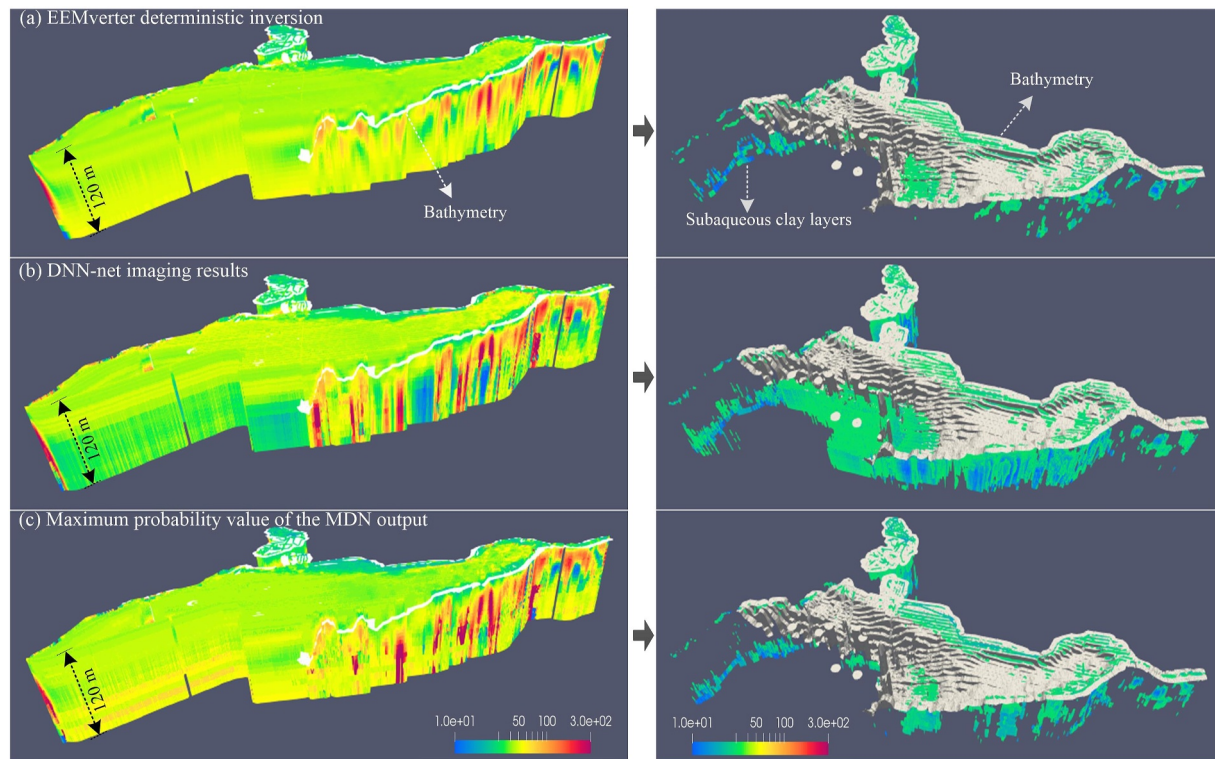 (a) EEMverter deterministic inversion
120 m
Bathymetry
Bathymetry
Subaqueous clay layers
(b) DNN-net imaging results
120 m
(c) Maximum probability value of the MDN output
120 m
1.0e+01 50 100 3.0e+02
1.0e+01 50 100 3.0e+02